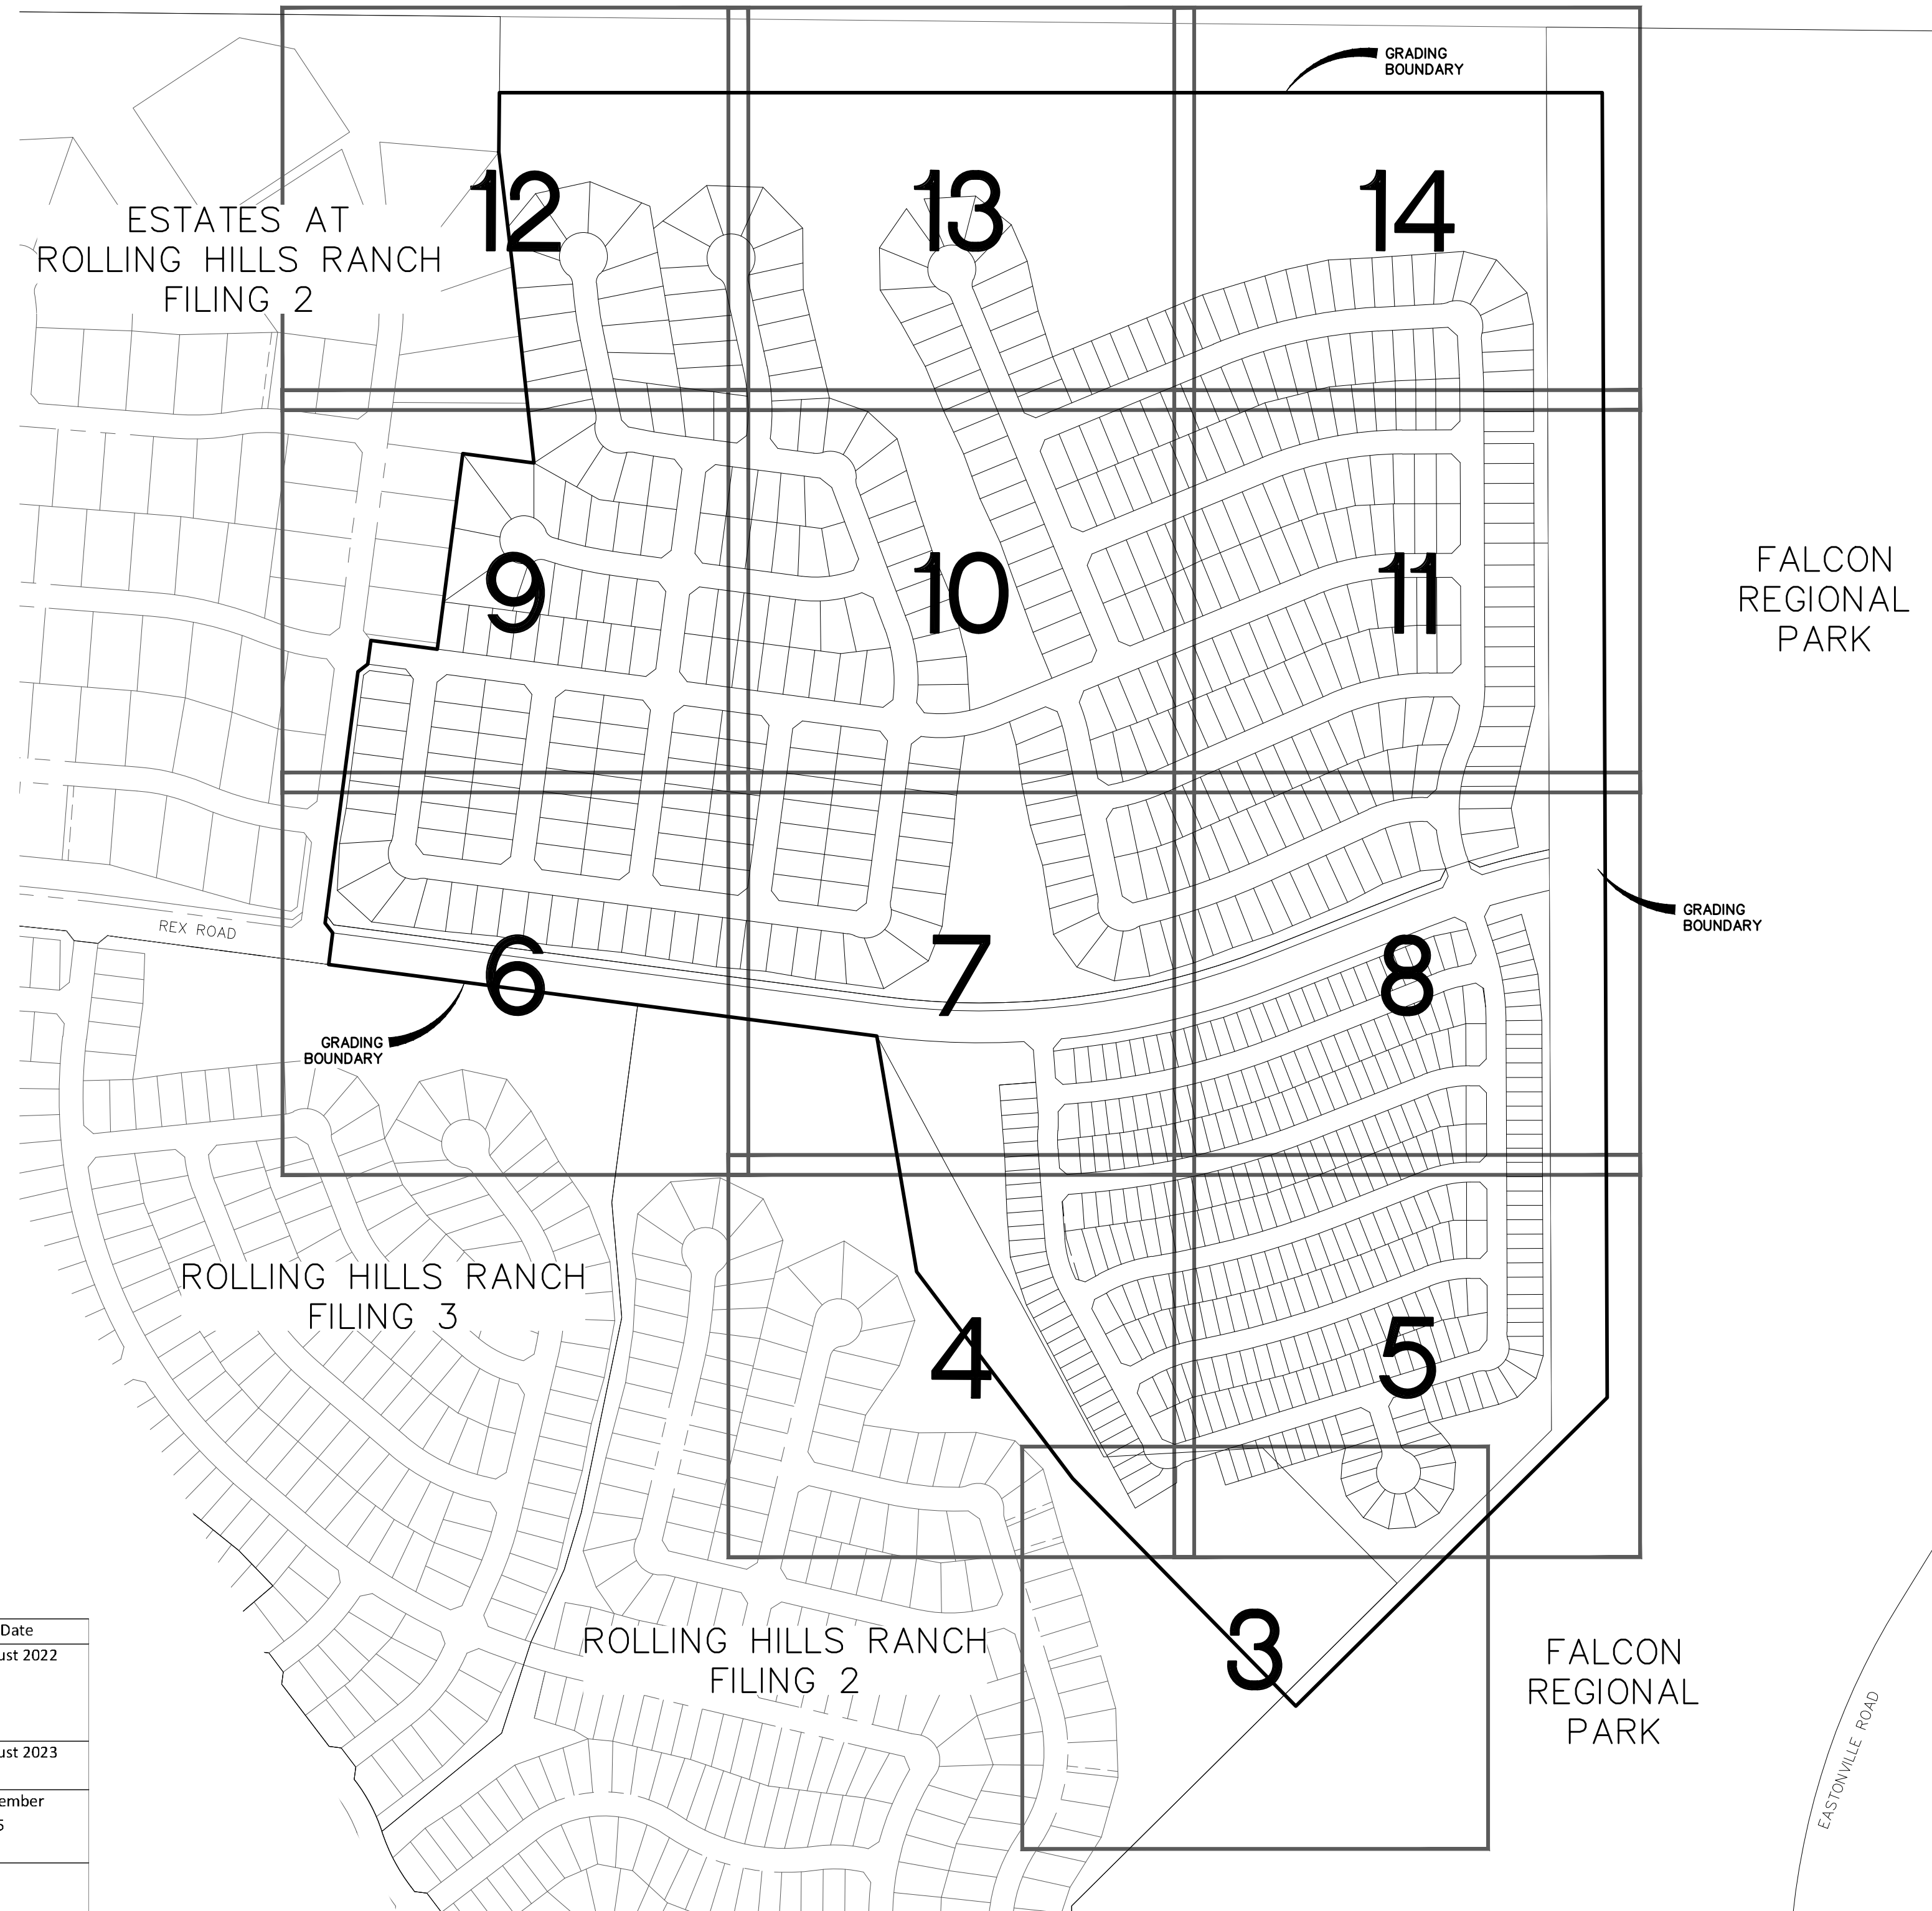 GRADING
BOUNDARY
12
13
14
ESTATES AT
ROLLING HILLS RANCH
FILING 2
9
10
11
FALCON
REGIONAL
PARK
REX ROAD
6
7
8
GRADING
BOUNDARY
GRADING
BOUNDARY
ROLLING HILLS RANCH
FILING 3
4
5
3
ROLLING HILLS RANCH
FILING 2
FALCON
REGIONAL
PARK
EASTONVILLE ROAD
Date
2022
2023